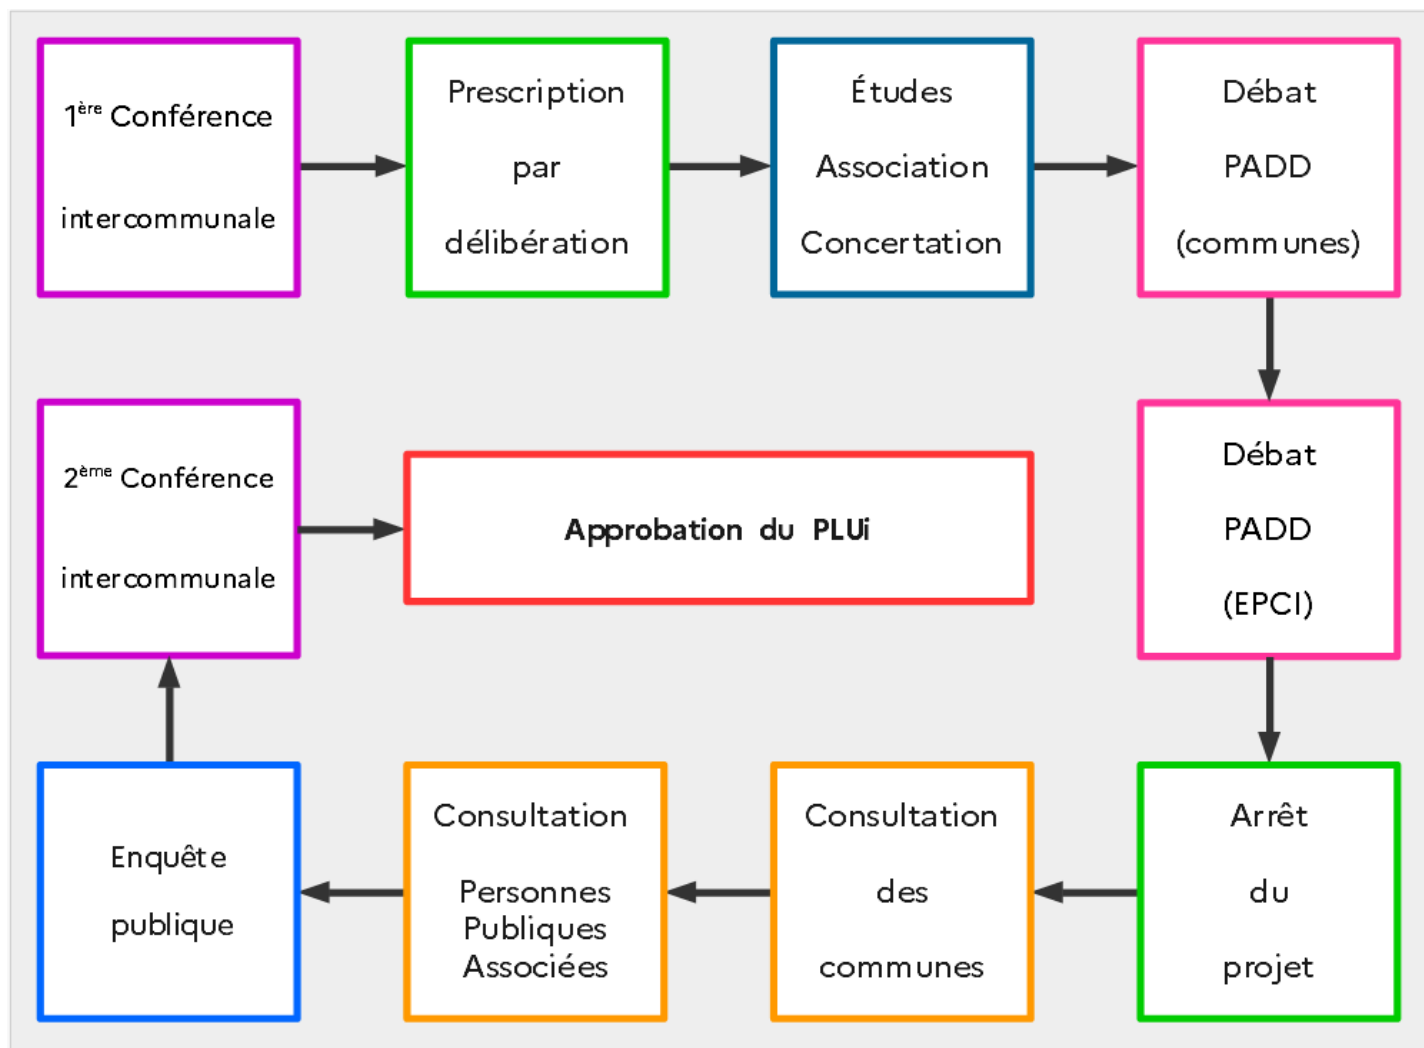 1ère Conférence
intercommunale
Prescription
par
délibération
Études
Association
Concertation
Débat
PADD
(communes)
Débat
PADD
(EPCI)
Arrêt
du
projet
Consultation
des
communes
Consultation
Personnes
Publiques
Associées
Enquête
publique
2ème Conférence
intercommunale
Approbation du PLUi